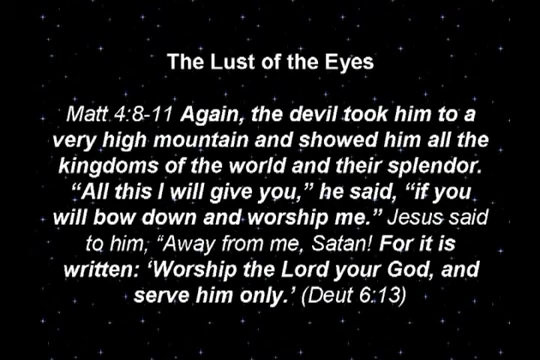 The Lust of the Eyes
Matt 4:8-11 Again, the devil took him to a
very high mountain and showed him all the
kingdoms of the world and their splendor.
“All this I will give you,” he said, “if you
will bow down and worship me.” Jesus said
to him, “Away from me, Satan! For it is
written: ‘Worship the Lord your God, and
serve him only.’ (Deut 6:13)